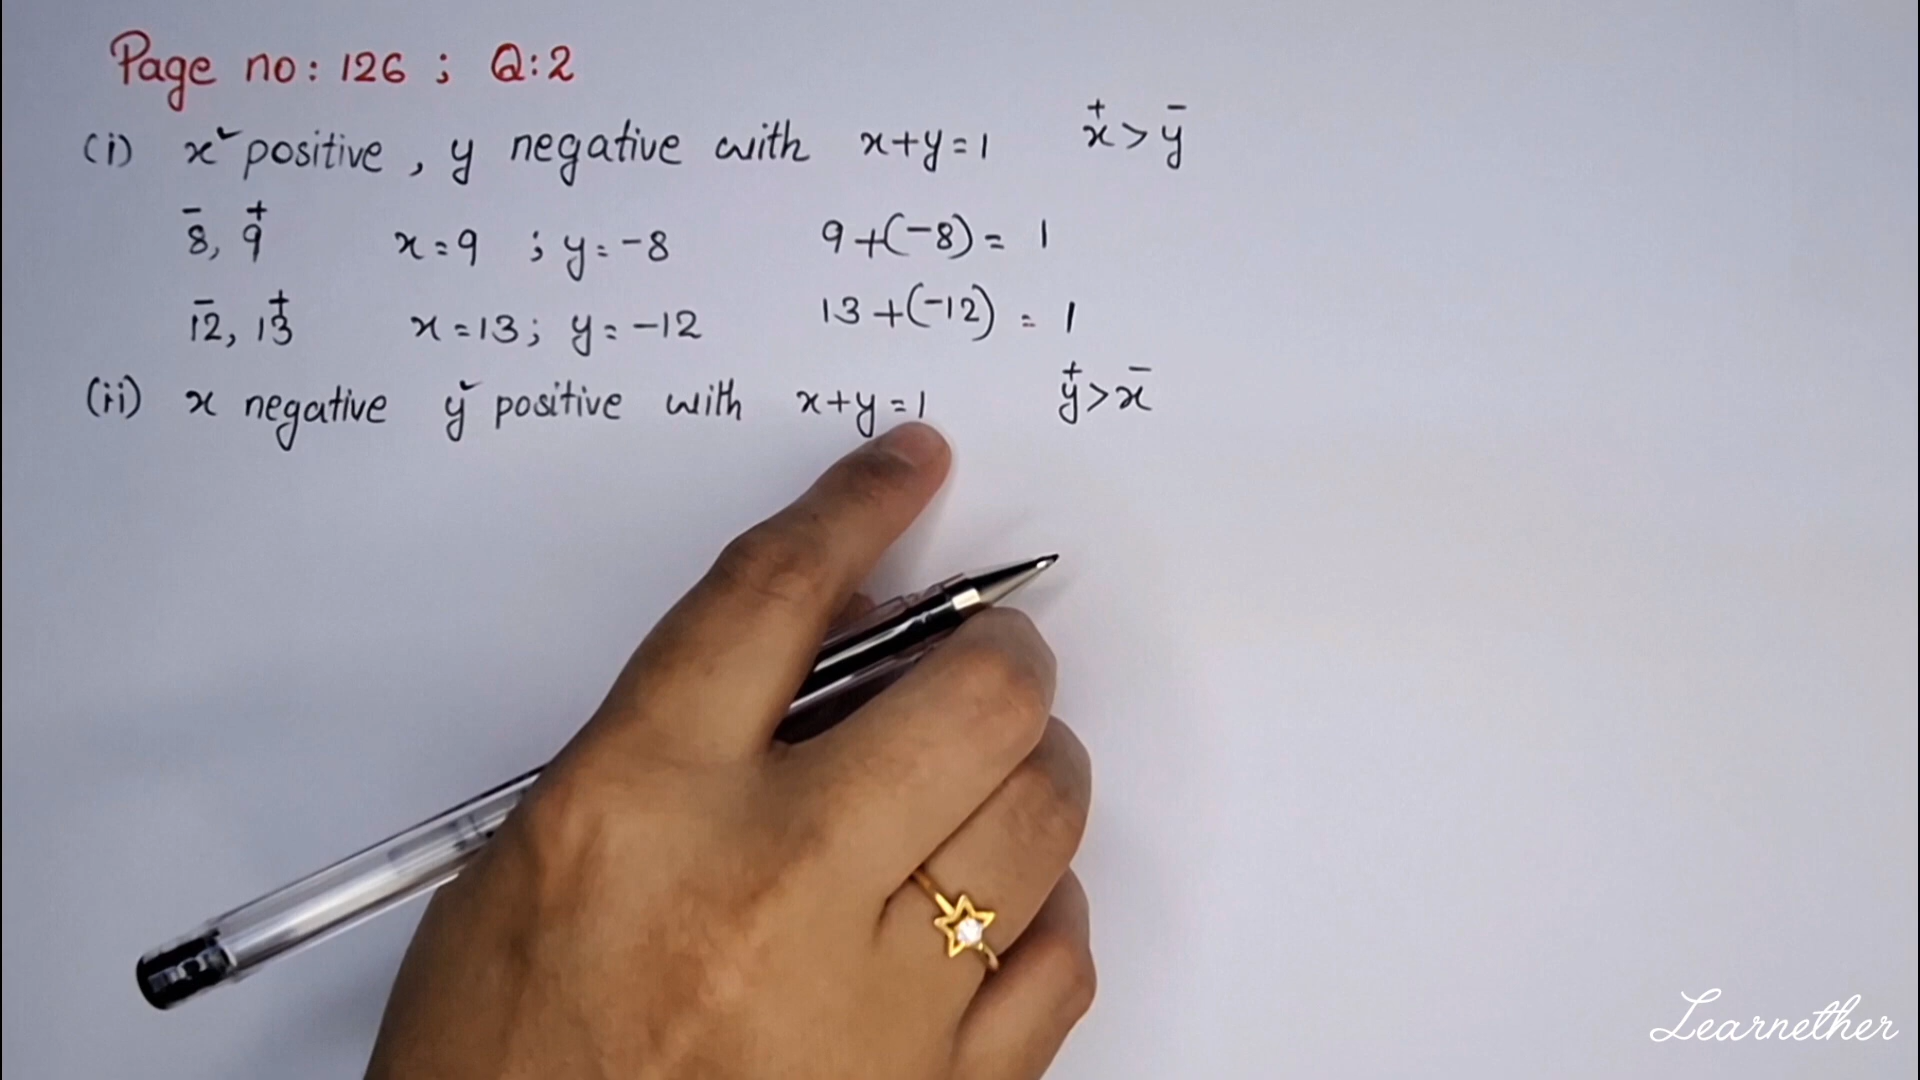 Page no: 126 ; Q:2
(i) x positive, y negative with x+y=1 x⁺ > y⁻
8⁻, 9⁺ x=9 ; y=-8 9+(-8)= 1
12⁻, 13⁺ x=13; y=-12 13+(-12) = 1
(ii) x negative y positive with x+y=1 y⁺ > x⁻
Learnether